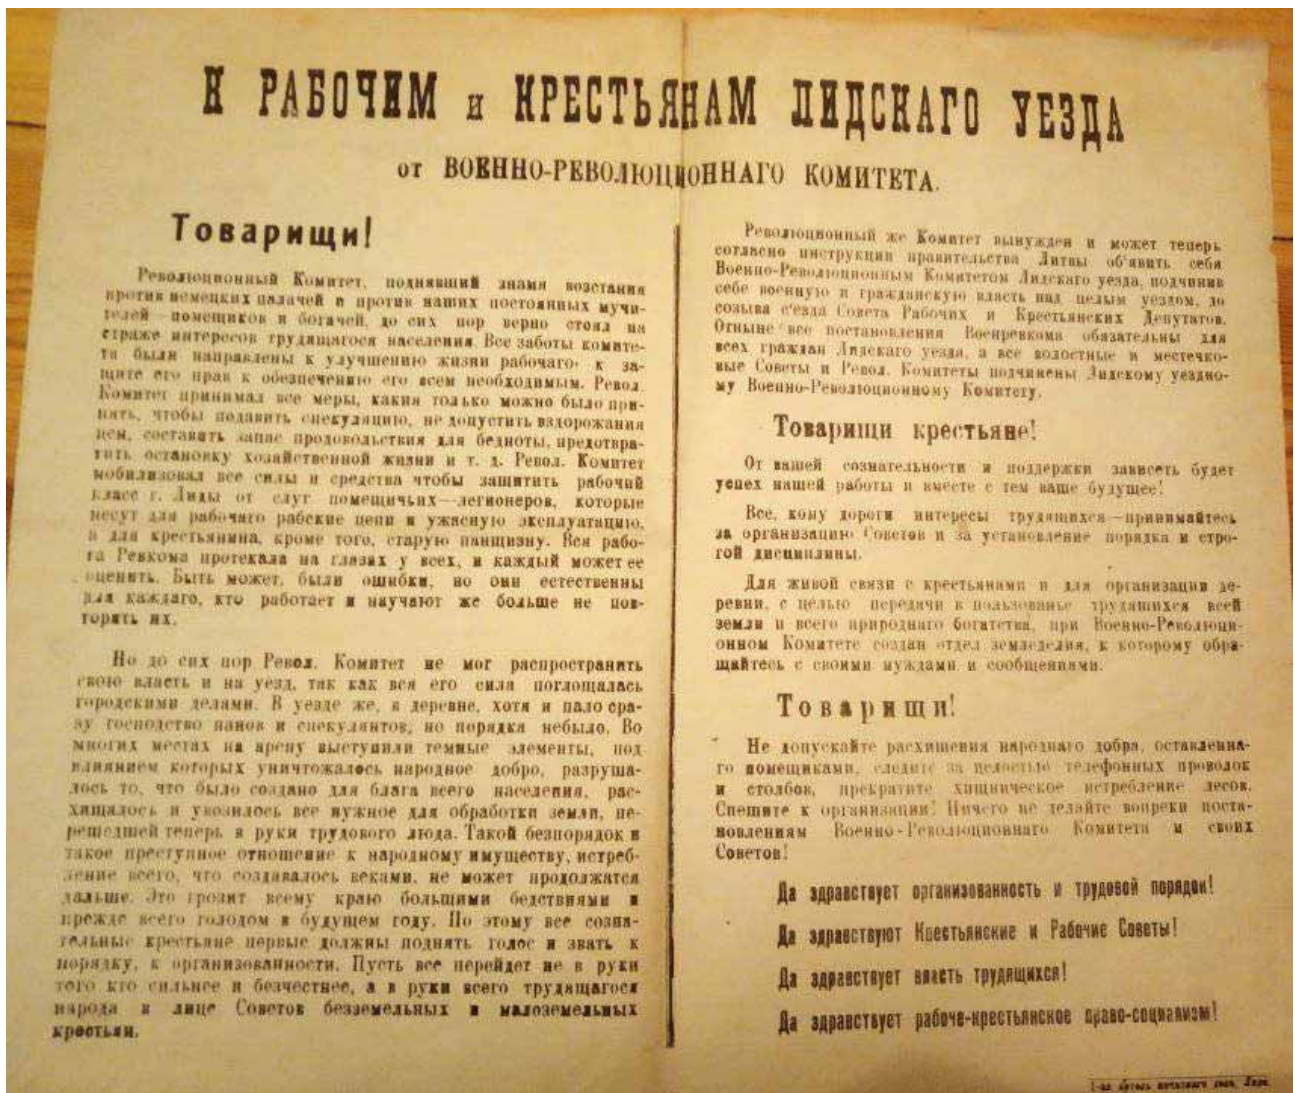 К РАБОЧИМ и КРЕСТЬЯНАМ ЛИДСКАГО УЕЗДА
от ВОЕННО-РЕВОЛЮЦИОННАГО КОМИТЕТА.
Товарищи!
Революционный Комитет, поднявший знамя возстания
против немецких палачей и против наших постоянных мучи-
телей—помещиков и богачей, до сих пор верно стоял на
страже интересов трудящагося населения. Все заботы комите-
та были направлены к улучшению жизни рабочаго· к за-
щите его прав к обезпечению его всем необходимым. Револ.
Комитет принимал все меры, какия только можно было при-
нять, чтобы подавить спекуляцию, не допустить вздорожания
цен, составить запас продовольствия для бедноты, предотвра-
тить остановку хозяйственной жизни и т. д. Револ. Комитет
мобилизовал все силы и средства чтобы защитить рабочий
класс г. Лиды от слуг помещичьих—легионеров, которые
несут для рабочаго рабские цепи и ужасную эксплуатацию,
а для крестьянина, кроме того, старую панщизну. Вся рабо-
та Ревкома протекала на глазах у всех, и каждый может ее
оценить. Быть может, были ошибки, но они естественны
для каждаго, кто работает и научают же больше не пов-
торять их.
Но до сих пор Револ. Комитет не мог распространить
свою власть и на уезд, так как вся его сила поглощалась
городскими делами. В уезде же, в деревне, хотя и пало сра-
зу господство панов и спекулянтов, но порядка небыло. Во
многих местах на арену выступили темные элементы, под
влиянием которых уничтожалось народное добро, разруша-
лось то, что было создано для блага всего населения, рас-
хищалось и увозилось все нужное для обработки земли, пе-
решедшей теперь в руки трудового люда. Такой безпорядок и
такое преступное отношение к народному имуществу, истреб-
ление всего, что создавалось веками, не может продолжатся
дальше. Это грозит всему краю большими бедствиями и
прежде всего голодом в будущем году. По этому все созна-
тельные крестьяне первые должны поднять голос и звать к
порядку, к организованности. Пусть все перейдет не в руки
того кто сильнее и безчестнее, а в руки всего трудящагося
народа в лице Советов безземельных и малоземельных
крестьян.
Революционный же Комитет вынужден и может теперь
согласно инструкции правительства Литвы об'явить себя
Военно-Революционным Комитетом Лидскаго уезда, подчинив
себе военную и гражданскую власть над целым уездом, до
созыва с'езда Совета Рабочих и Крестьянских Депутатов.
Отныне все постановления Военревкома обязательны для
всех граждан Лидскаго уезда, а все волостные и местечко-
вые Советы и Револ. Комитеты подчинены Лидскому уездно-
му Военно-Революционному Комитету.
Товарищи крестьяне!
От вашей сознательности и поддержки зависеть будет
успех нашей работы и вместе с тем ваше будущее!
Все, кому дороги интересы трудящихся—принимайтесь
за организацию Советов и за установление порядка и стро-
гой дисциплины.
Для живой связи с крестьянами и для организации де-
ревни, с целью передачи к пользованье трудящихся всей
земли и всего природнаго богатства, при Военно-Революци-
онном Комитете создан отдел земледелия, к которому обра-
щайтесь с своими нуждами и сообщениями.
Товарищи!
Не допускайте расхищения народнаго добра, оставленна-
го помещиками, следите за целостью телефонных проволок
и столбов, прекратите хищническое истребление лесов.
Спешите к организации! Ничего не делайте вопреки поста-
новлениям Военно-Революционнаго Комитета и своих
Советов!
Да здравствует организованность и трудовой порядок!
Да здравствуют Крестьянские и Рабочие Советы!
Да здравствует власть трудящихся!
Да здравствует рабоче-крестьянское право-социализм!
1-ая артель печатнаго дела, Лида.